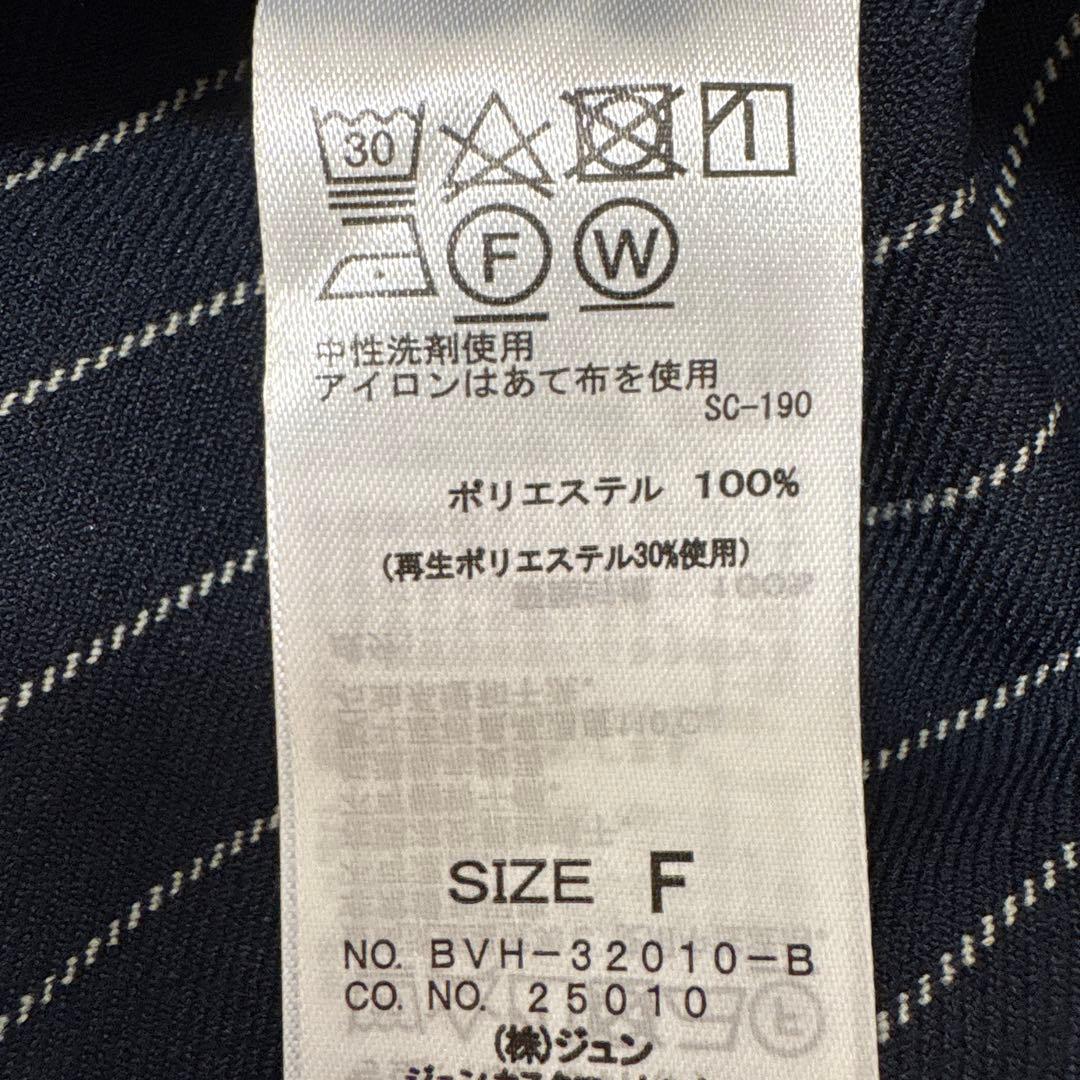 30
F W
中性洗剤使用
アイロンはあて布を使用
SC-190
ポリエステル 100%
(再生ポリエステル30%使用)
SIZE F
NO. BVH-32010-B
CO. NO. 25010
(株)ジュン